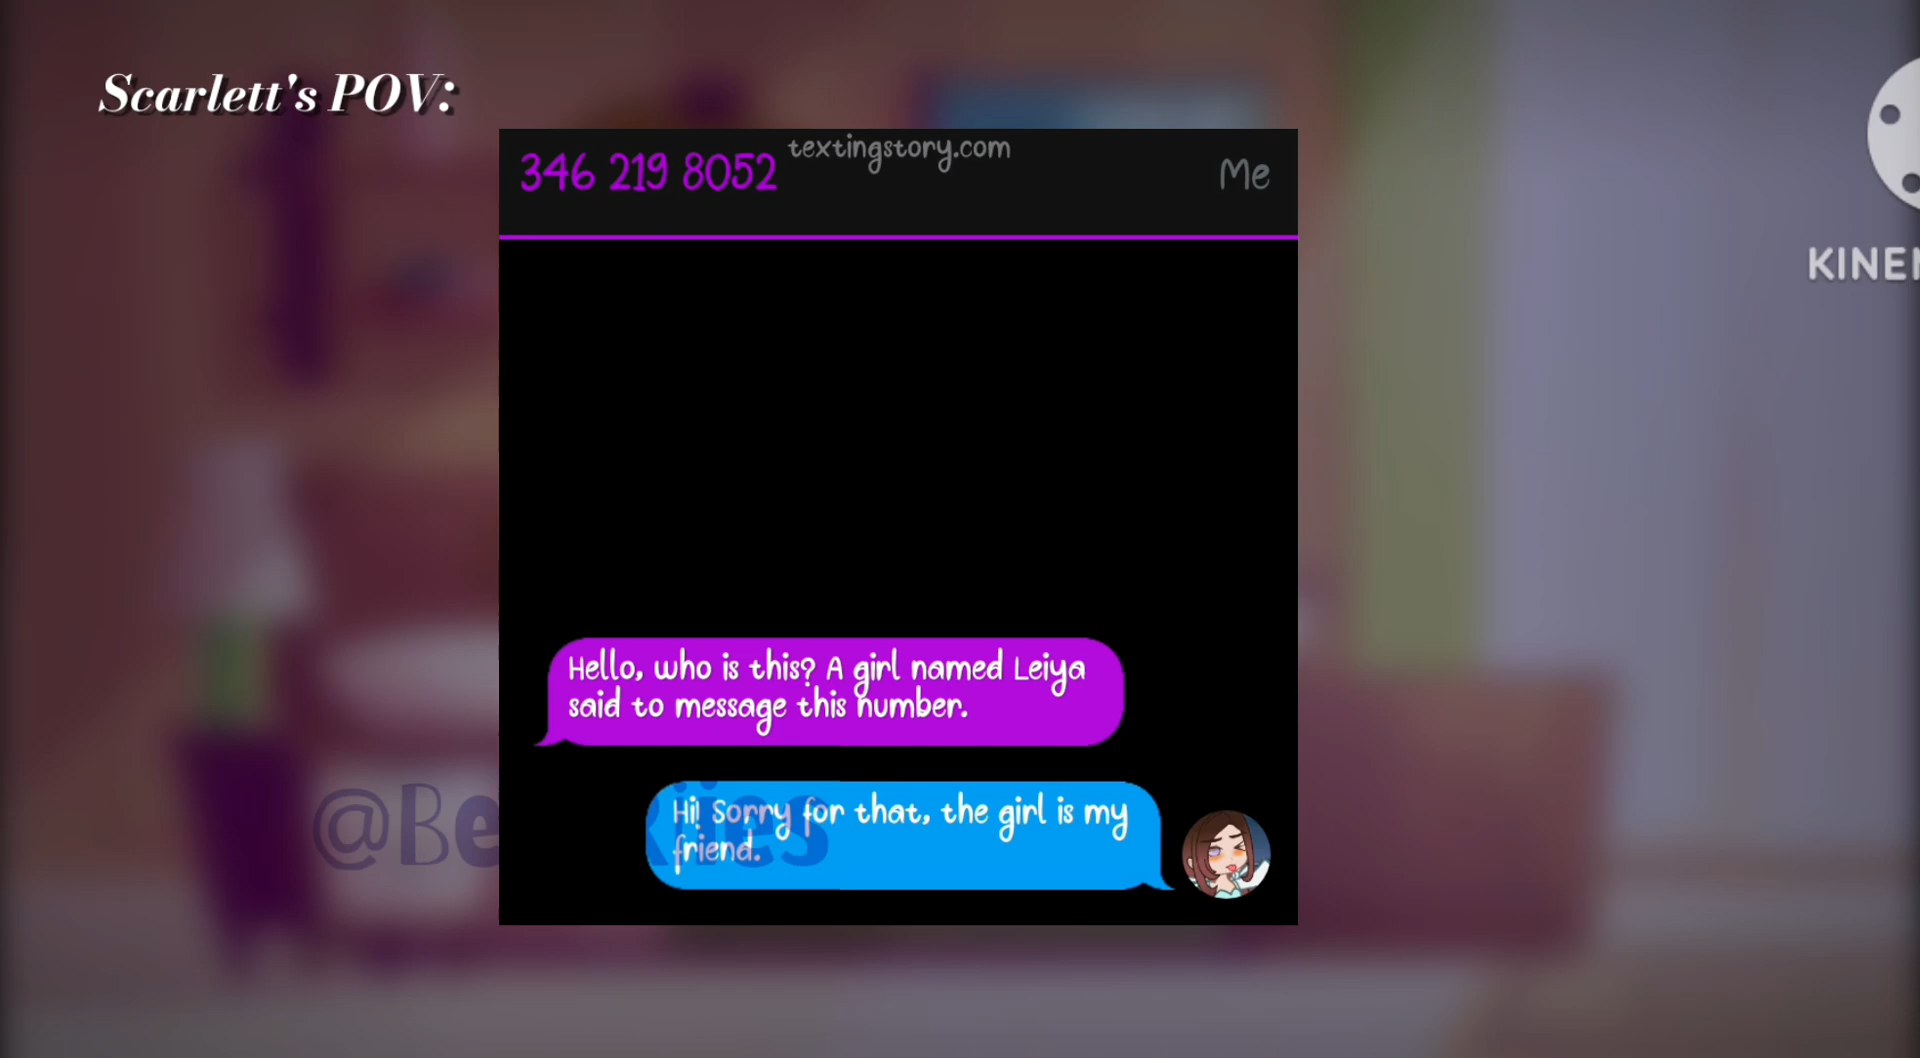 Scarlett's POV:
textingstory.com
346 219 8052
Me
Hello, who is this? A girl named Leiya
said to message this number.
Hi! Sorry for that, the girl is my
friend.